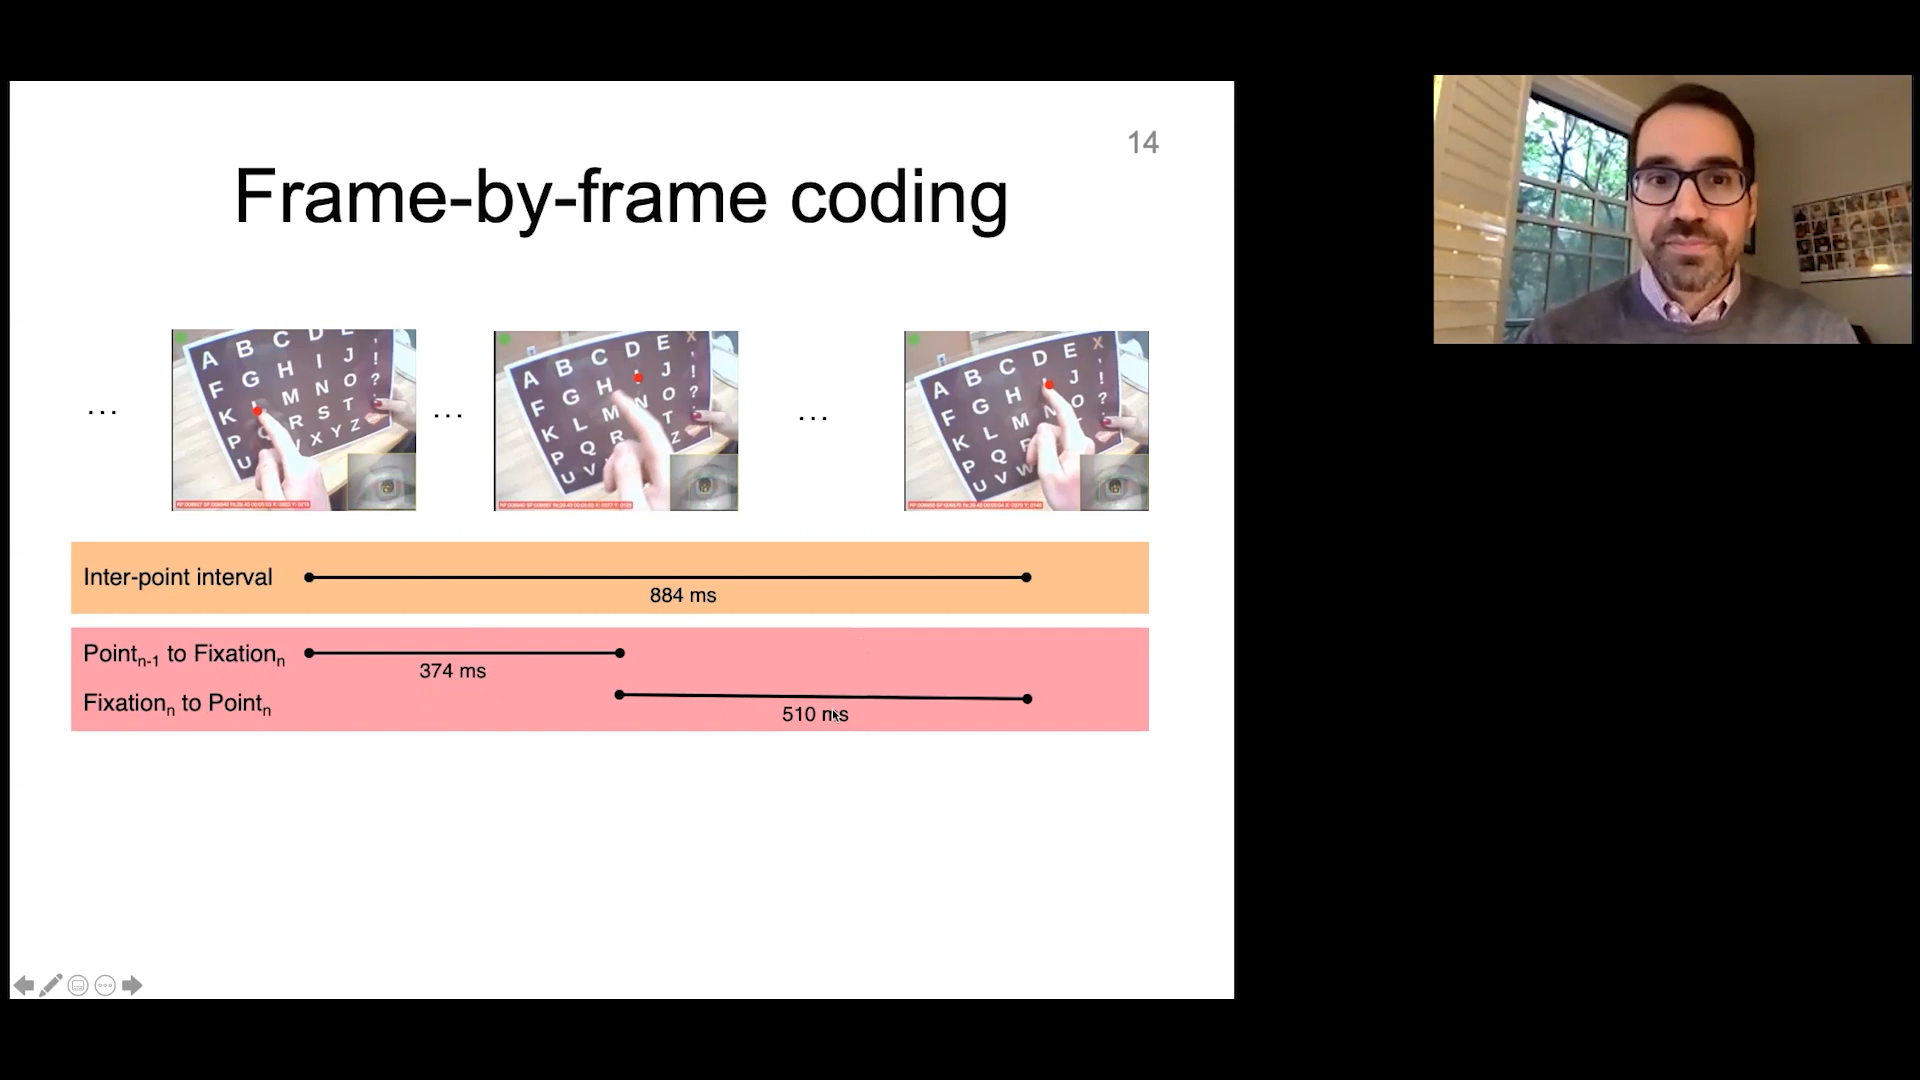 14
Frame-by-frame coding
...
A B C D E
F G H I J !
K M N O ?
P R S T
U X Y Z
...
A B C D E X
F G H J !
K L M N O ?
P Q R T
U V Z
...
A B C D E X
F G H J !
K L M N O ?
P Q
U V W
Inter-point interval
884 ms
Pointn-1 to Fixationn
374 ms
Fixationn to Pointn
510 ms